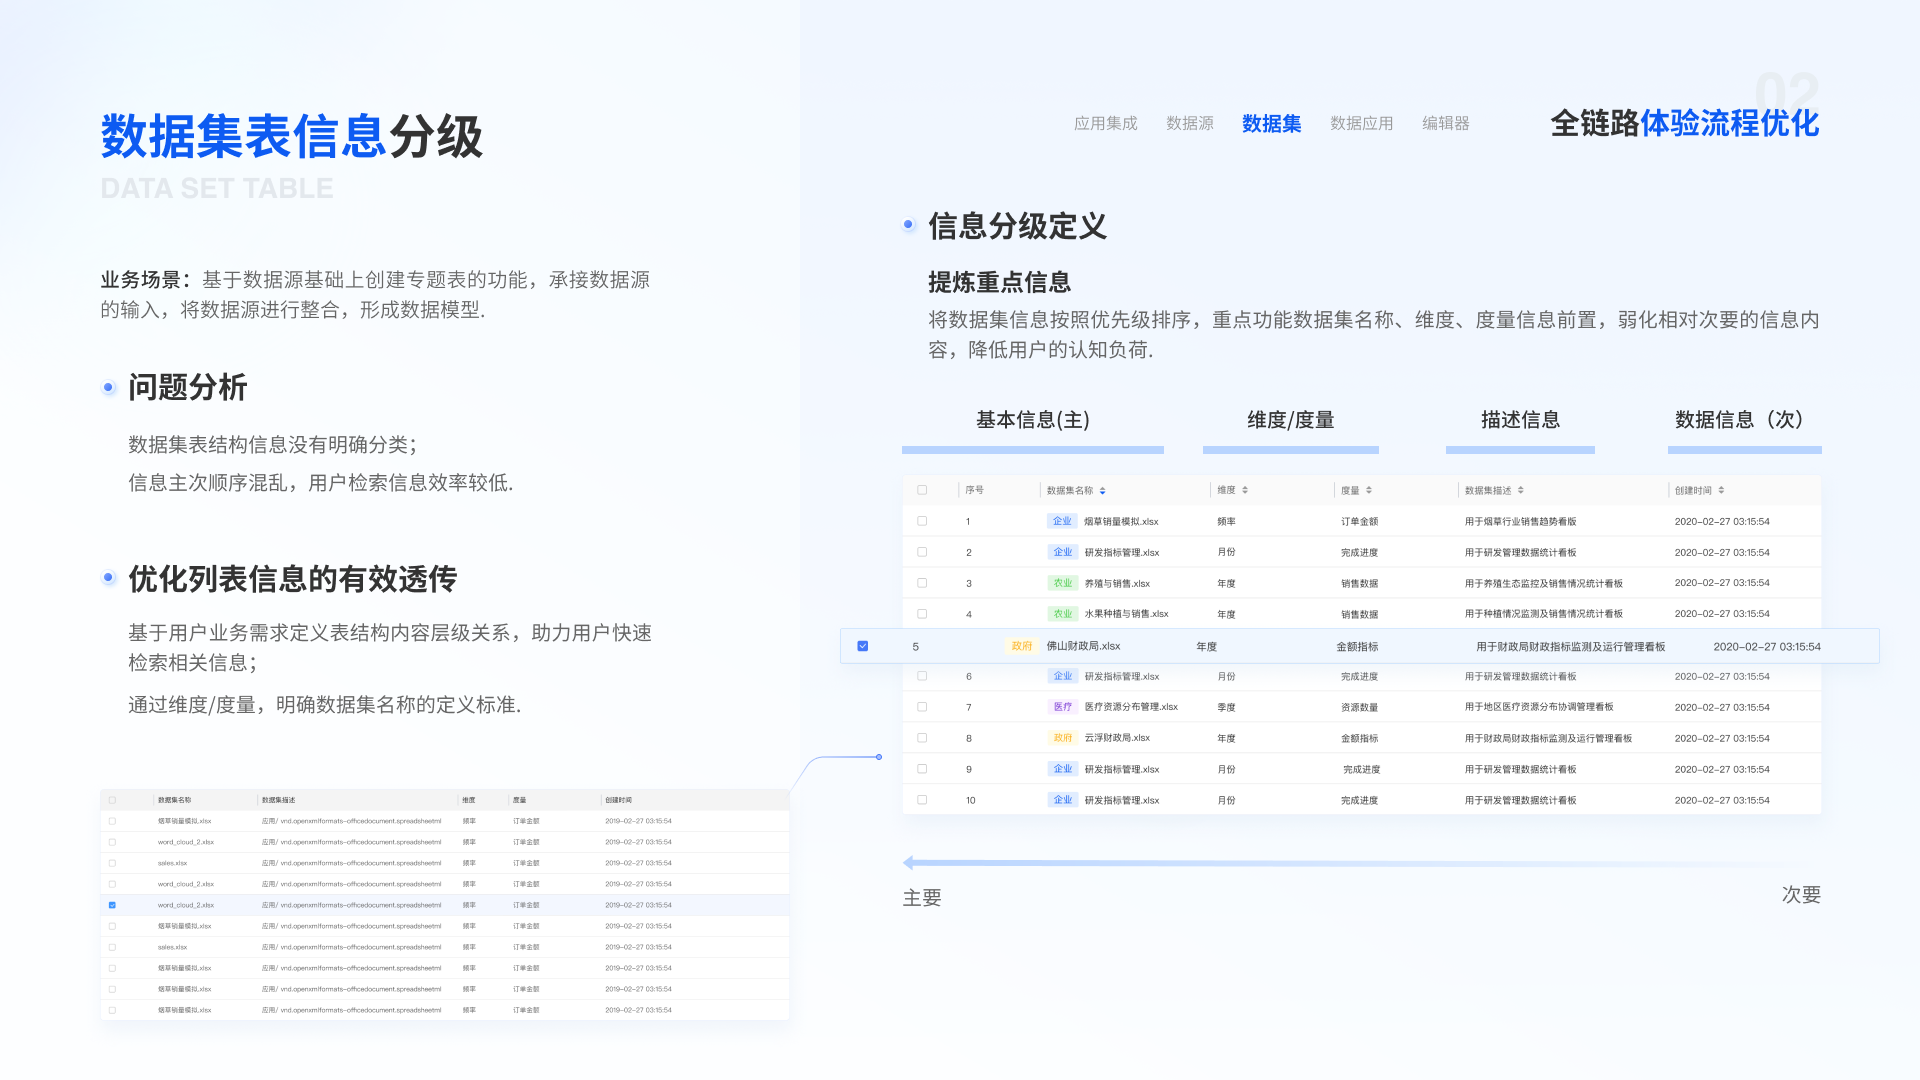 数据集表信息分级
DATA SET TABLE
业务场景：基于数据源基础上创建专题表的功能，承接数据源
的输入，将数据源进行整合，形成数据模型.
问题分析
数据集表结构信息没有明确分类；
信息主次顺序混乱，用户检索信息效率较低.
优化列表信息的有效透传
基于用户业务需求定义表结构内容层级关系，助力用户快速
检索相关信息；
通过维度/度量，明确数据集名称的定义标准.
数据集名称 数据集描述 维度 度量 创建时间
烟草销量模拟.xlsx 应用/ vnd.openxmlformats-officedocument.spreadsheetml 频率 订单金额 2019-02-27 03:15:54
word_cloud_2.xlsx 应用/ vnd.openxmlformats-officedocument.spreadsheetml 频率 订单金额 2019-02-27 03:15:54
sales.xlsx 应用/ vnd.openxmlformats-officedocument.spreadsheetml 频率 订单金额 2019-02-27 03:15:54
word_cloud_2.xlsx 应用/ vnd.openxmlformats-officedocument.spreadsheetml 频率 订单金额 2019-02-27 03:15:54
word_cloud_2.xlsx 应用/ vnd.openxmlformats-officedocument.spreadsheetml 频率 订单金额 2019-02-27 03:15:54
烟草销量模拟.xlsx 应用/ vnd.openxmlformats-officedocument.spreadsheetml 频率 订单金额 2019-02-27 03:15:54
sales.xlsx 应用/ vnd.openxmlformats-officedocument.spreadsheetml 频率 订单金额 2019-02-27 03:15:54
烟草销量模拟.xlsx 应用/ vnd.openxmlformats-officedocument.spreadsheetml 频率 订单金额 2019-02-27 03:15:54
烟草销量模拟.xlsx 应用/ vnd.openxmlformats-officedocument.spreadsheetml 频率 订单金额 2019-02-27 03:15:54
烟草销量模拟.xlsx 应用/ vnd.openxmlformats-officedocument.spreadsheetml 频率 订单金额 2019-02-27 03:15:54
02
应用集成 数据源 数据集 数据应用 编辑器 全链路体验流程优化
信息分级定义
提炼重点信息
将数据集信息按照优先级排序，重点功能数据集名称、维度、度量信息前置，弱化相对次要的信息内
容，降低用户的认知负荷.
基本信息(主) 维度/度量 描述信息 数据信息（次）
序号 数据集名称 维度 度量 数据集描述 创建时间
1 企业 烟草销量模拟.xlsx 频率 订单金额 用于烟草行业销售趋势看版 2020-02-27 03:15:54
2 企业 研发指标管理.xlsx 月份 完成进度 用于研发管理数据统计看板 2020-02-27 03:15:54
3 农业 养殖与销售.xlsx 年度 销售数据 用于养殖生态监控及销售情况统计看板 2020-02-27 03:15:54
4 农业 水果种植与销售.xlsx 年度 销售数据 用于种植情况监测及销售情况统计看板 2020-02-27 03:15:54
5 政府 佛山财政局.xlsx 年度 金额指标 用于财政局财政指标监测及运行管理看板 2020-02-27 03:15:54
6 企业 研发指标管理.xlsx 月份 完成进度 用于研发管理数据统计看板 2020-02-27 03:15:54
7 医疗 医疗资源分布管理.xlsx 季度 资源数量 用于地区医疗资源分布协调管理看板 2020-02-27 03:15:54
8 政府 云浮财政局.xlsx 年度 金额指标 用于财政局财政指标监测及运行管理看板 2020-02-27 03:15:54
9 企业 研发指标管理.xlsx 月份 完成进度 用于研发管理数据统计看板 2020-02-27 03:15:54
10 企业 研发指标管理.xlsx 月份 完成进度 用于研发管理数据统计看板 2020-02-27 03:15:54
主要 次要